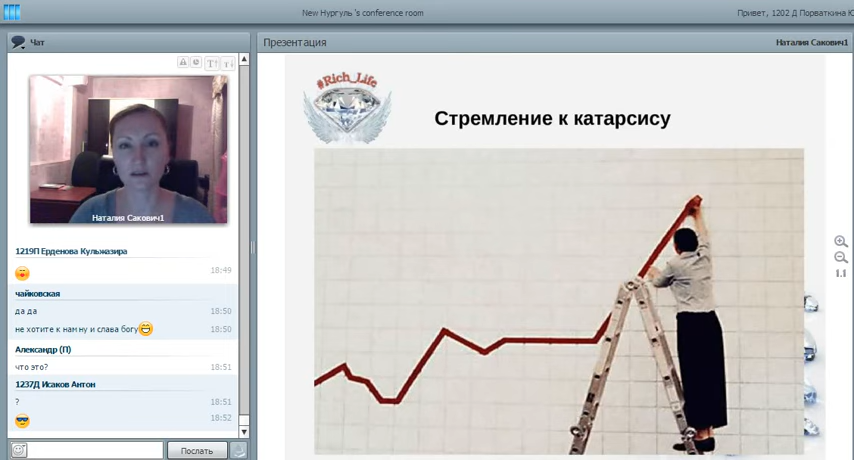 New Нургуль 's conference room
Привет, 1202 Д Порваткина Ю
Чат
Презентация
Наталия Сакович1
T↑ т↓
Наталия Сакович1
1219П Ерденова Кульжазира
18:49
чайковская
да да 18:50
не хотите к нам ну и слава богу 18:50
Александр (П)
что это? 18:51
1237Д Исаков Антон
? 18:51
18:52
Послать
#Rich_Life
Стремление к катарсису
1:1